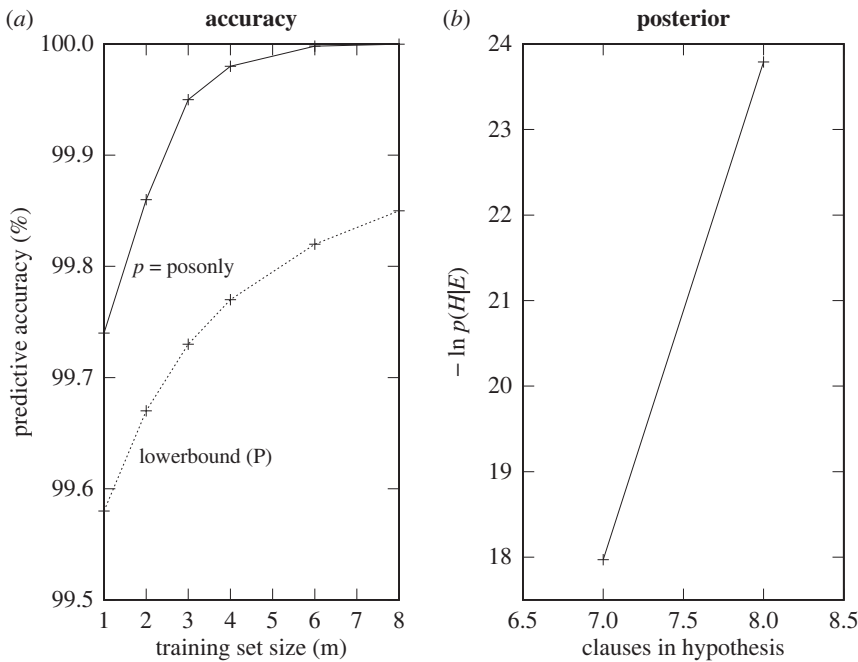 (a) accuracy
100.0
99.9
99.8
99.7
99.6
99.5
predictive accuracy (%)
p = posonly
lowerbound (P)
1 2 3 4 5 6 7 8
training set size (m)
(b) posterior
24
23
22
21
20
19
18
− ln p(H|E)
6.5 7.0 7.5 8.0 8.5
clauses in hypothesis